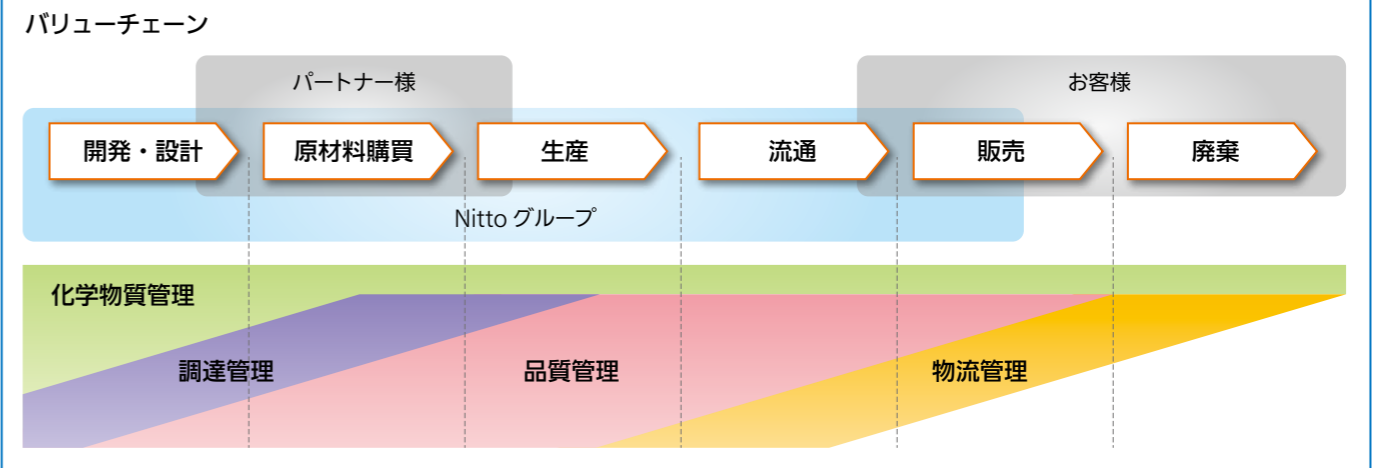 バリューチェーン
パートナー様
お客様
開発・設計
原材料購買
生産
流通
販売
廃棄
Nitto グループ
化学物質管理
調達管理
品質管理
物流管理